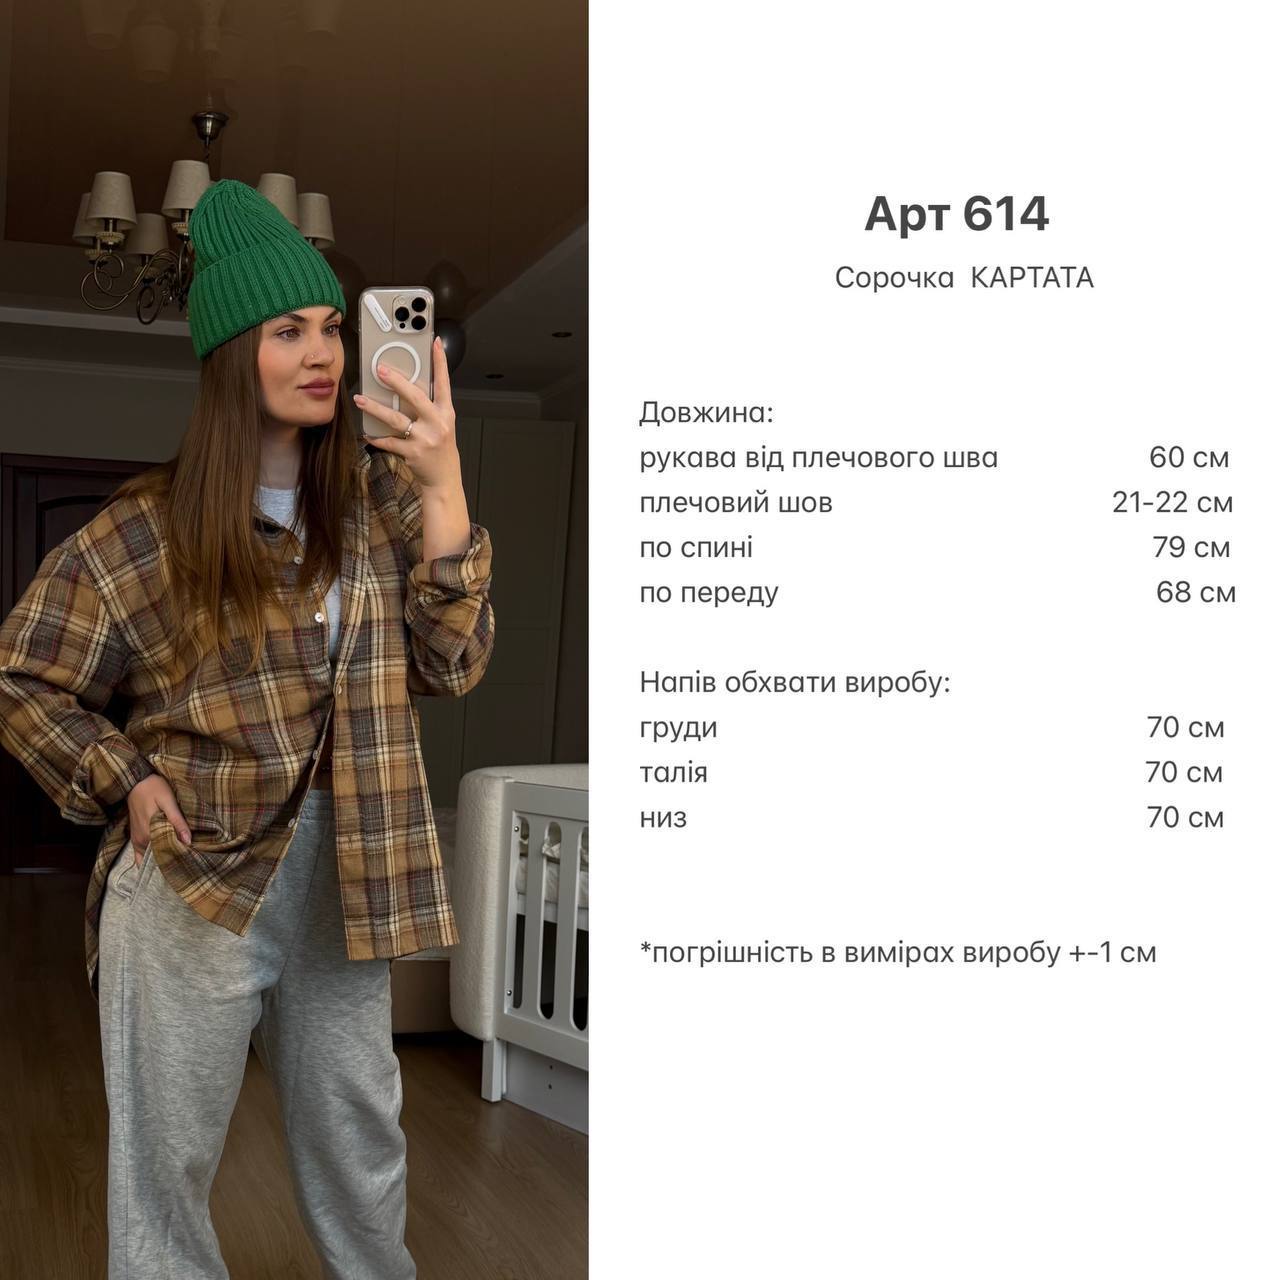 Арт 614
Сорочка КАРТАТА
Довжина:
рукава від плечового шва 60 см
плечовий шов 21-22 см
по спині 79 см
по переду 68 см
Напів обхвати виробу:
груди 70 см
талія 70 см
низ 70 см
*погрішність в вимірах виробу +-1 см